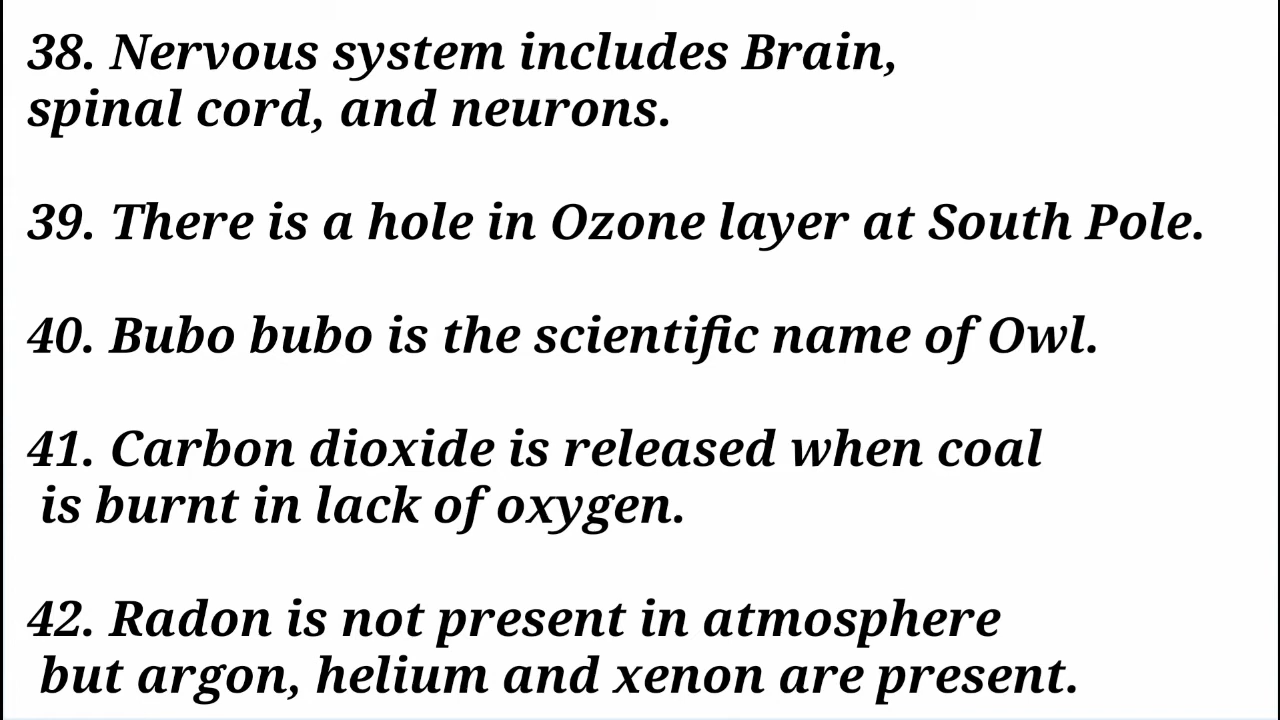 38. Nervous system includes Brain,
spinal cord, and neurons.
39. There is a hole in Ozone layer at South Pole.
40. Bubo bubo is the scientific name of Owl.
41. Carbon dioxide is released when coal
is burnt in lack of oxygen.
42. Radon is not present in atmosphere
but argon, helium and xenon are present.